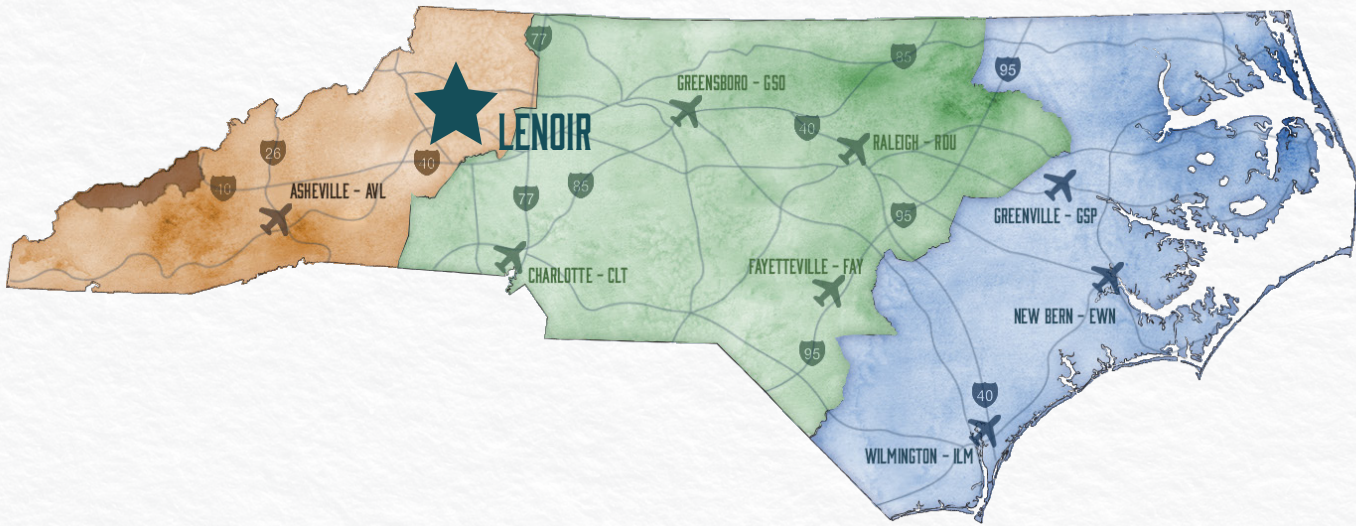 77
85
95
GREENSBORO - GSO
LENOIR
40
RALEIGH - RDU
26
40
40
ASHEVILLE - AVL
77
85
95
GREENVILLE - GSP
CHARLOTTE - CLT
FAYETTEVILLE - FAY
NEW BERN - EWN
95
40
WILMINGTON - ILM